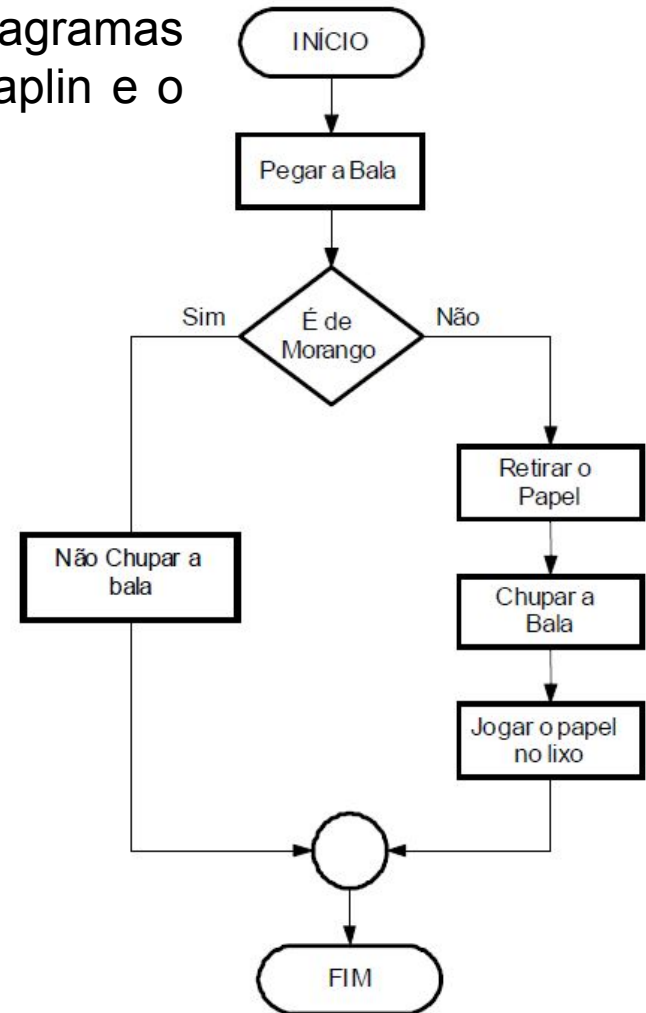 agramas
aplin e o
INÍCIO
Pegar a Bala
É de
Morango
Sim
Não
Retirar o
Papel
Não Chupar a
bala
Chupar a
Bala
Jogar o papel
no lixo
FIM